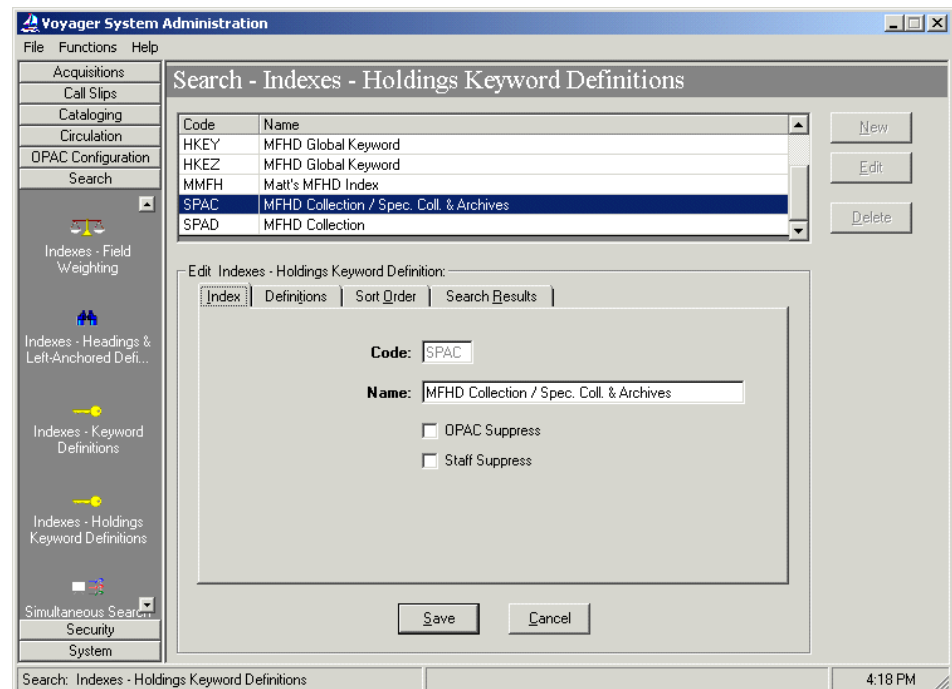 Voyager System Administration
File Functions Help
Acquisitions
Call Slips
Cataloging
Circulation
OPAC Configuration
Search
Indexes - Field
Weighting
Indexes - Headings &
Left-Anchored Defi...
Indexes - Keyword
Definitions
Indexes - Holdings
Keyword Definitions
Simultaneous Search
Security
System
Search - Indexes - Holdings Keyword Definitions
Code Name
HKEY MFHD Global Keyword
HKEZ MFHD Global Keyword
MMFH Matt's MFHD Index
SPAC MFHD Collection / Spec. Coll. & Archives
SPAD MFHD Collection
New
Edit
Delete
Edit Indexes - Holdings Keyword Definition:
Index Definitions Sort Order Search Results
Code: SPAC
Name: MFHD Collection / Spec. Coll. & Archives
OPAC Suppress
Staff Suppress
Save Cancel
Search: Indexes - Holdings Keyword Definitions 4:18 PM